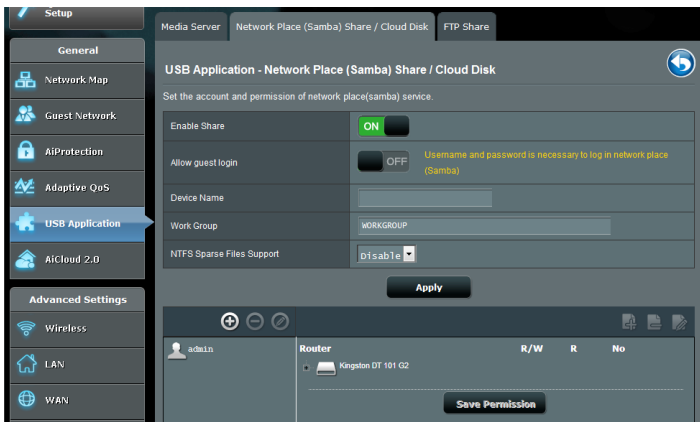 Setup
General
Network Map
Guest Network
AiProtection
Adaptive QoS
USB Application
AiCloud 2.0
Advanced Settings
Wireless
LAN
WAN
Media Server
Network Place (Samba) Share / Cloud Disk
FTP Share
USB Application - Network Place (Samba) Share / Cloud Disk
Set the account and permission of network place(samba) service.
Enable Share
ON
Allow guest login
OFF
Username and password is necessary to log in network place
(Samba)
Device Name
Work Group
WORKGROUP
NTFS Sparse Files Support
Disable
Apply
admin
Router R/W R No
Kingston DT 101 G2
Save Permission